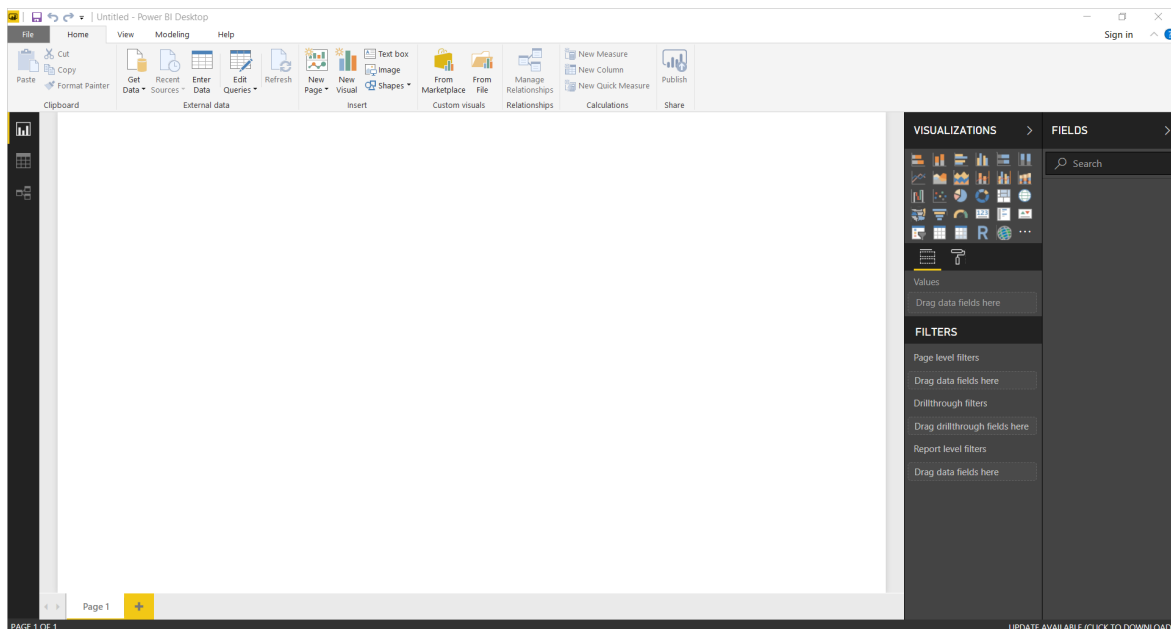 Untitled - Power BI Desktop
File Home View Modeling Help Sign in
Paste
Cut
Copy
Format Painter
Clipboard
Get Data
Recent Sources
Enter Data
Edit Queries
Refresh
External data
New Page
New Visual
Text box
Image
Shapes
Insert
From Marketplace
From File
Custom visuals
Manage Relationships
Relationships
New Measure
New Column
New Quick Measure
Calculations
Publish
Share
VISUALIZATIONS
FIELDS
Search
123
R
Values
Drag data fields here
FILTERS
Page level filters
Drag data fields here
Drillthrough filters
Drag drillthrough fields here
Report level filters
Drag data fields here
Page 1
PAGE 1 OF 1
UPDATE AVAILABLE (CLICK TO DOWNLOAD